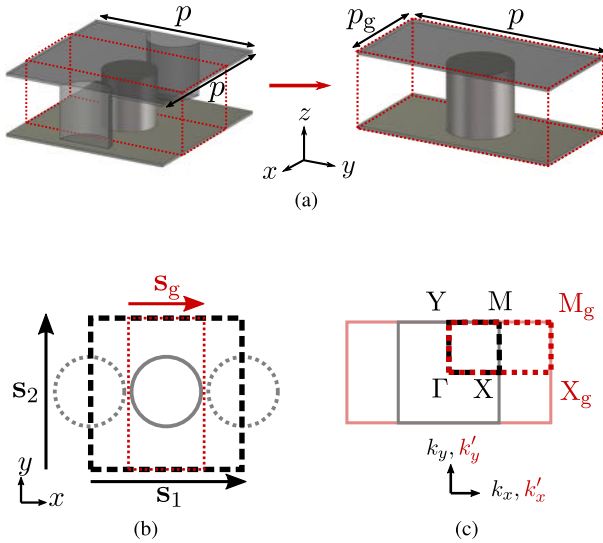 p
p_g
p
p
z
x
y
(a)
s_g
s_2
y
x
s_1
(b)
Y
M
M_g
Γ
X
X_g
k_y, k'_y
k_x, k'_x
(c)